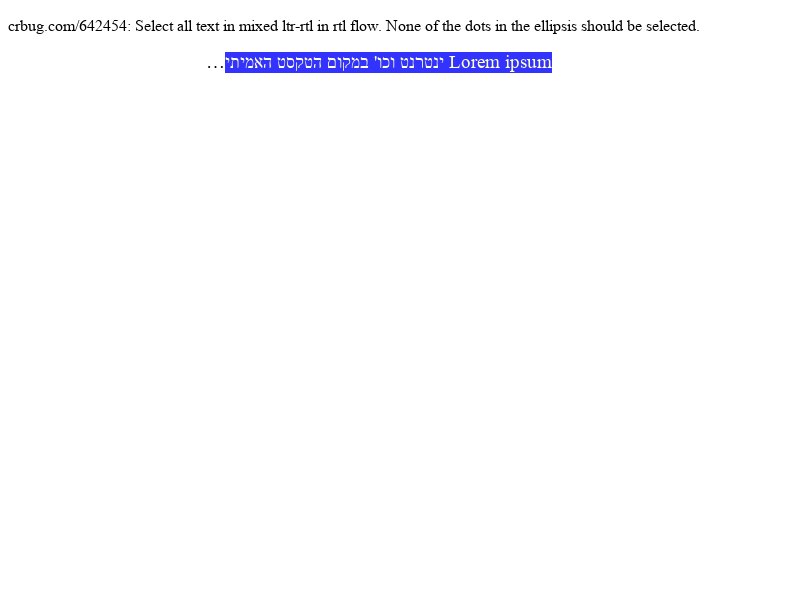 crbug.com/642454: Select all text in mixed ltr-rtl in rtl flow. None of the dots in the ellipsis should be selected.
Lorem ipsum ינטרנט וכו' במקום הטקסט האמיתי…